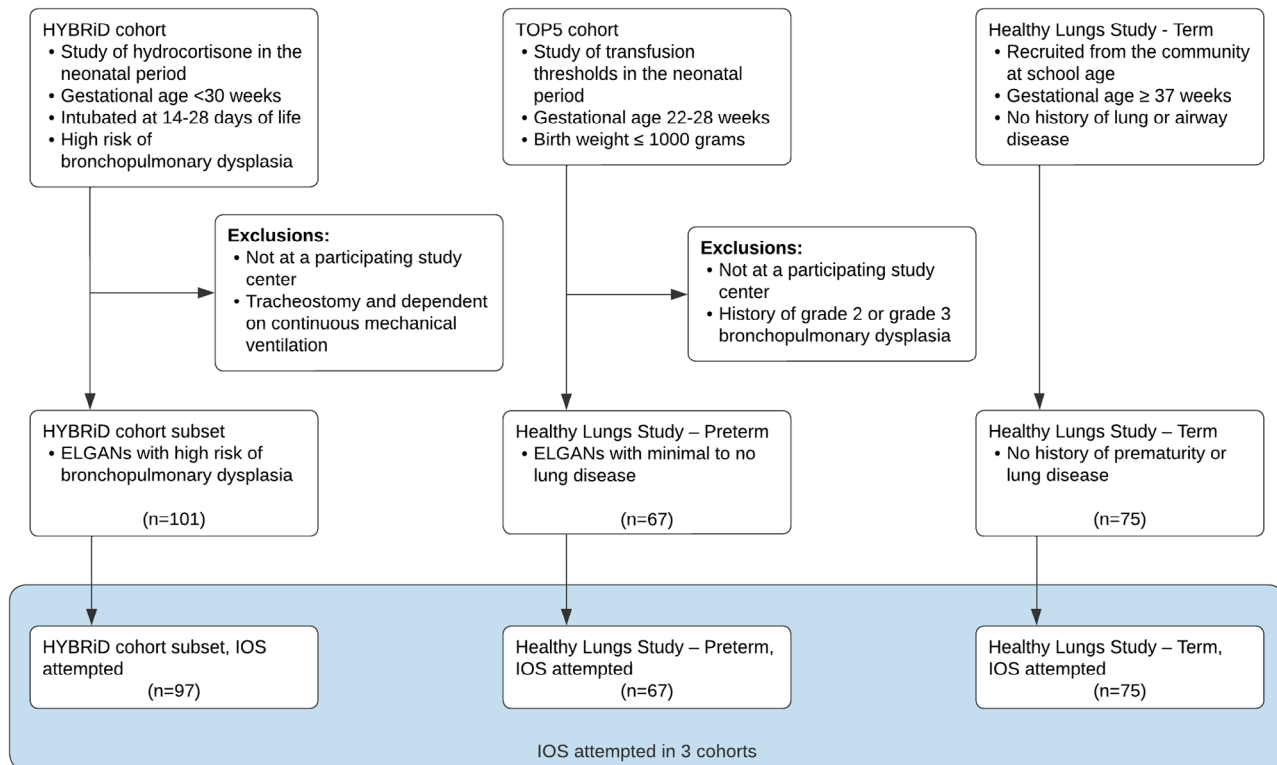 HYBRiD cohort
• Study of hydrocortisone in the
neonatal period
• Gestational age <30 weeks
• Intubated at 14-28 days of life
• High risk of
bronchopulmonary dysplasia
TOP5 cohort
• Study of transfusion
thresholds in the neonatal
period
• Gestational age 22-28 weeks
• Birth weight ≤ 1000 grams
Healthy Lungs Study - Term
• Recruited from the community
at school age
• Gestational age ≥ 37 weeks
• No history of lung or airway
disease
Exclusions:
• Not at a participating study
center
• Tracheostomy and dependent
on continuous mechanical
ventilation
Exclusions:
• Not at a participating study
center
• History of grade 2 or grade 3
bronchopulmonary dysplasia
HYBRiD cohort subset
• ELGANs with high risk of
bronchopulmonary dysplasia
(n=101)
Healthy Lungs Study – Preterm
• ELGANs with minimal to no
lung disease
(n=67)
Healthy Lungs Study – Term
• No history of prematurity or
lung disease
(n=75)
HYBRiD cohort subset, IOS
attempted
(n=97)
Healthy Lungs Study – Preterm,
IOS attempted
(n=67)
Healthy Lungs Study – Term,
IOS attempted
(n=75)
IOS attempted in 3 cohorts